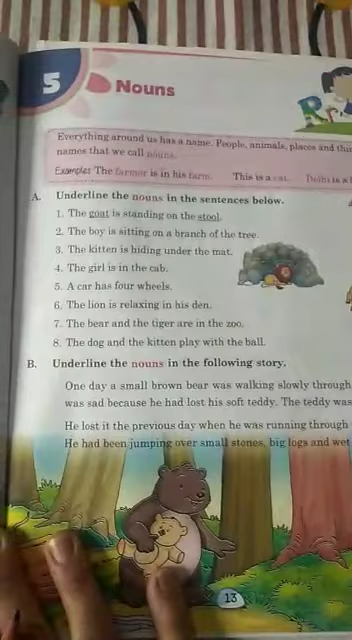 5 Nouns
Everything around us has a name. People, animals, places and
names that we call nouns.
Examples The farmer is in his farm. This is a cat. Delhi is a
A. Underline the nouns in the sentences below.
1. The goat is standing on the stool.
2. The boy is sitting on a branch of the tree.
3. The kitten is hiding under the mat.
4. The girl is in the cab.
5. A car has four wheels.
6. The lion is relaxing in his den.
7. The bear and the tiger are in the zoo.
8. The dog and the kitten play with the ball.
B. Underline the nouns in the following story.
One day a small brown bear was walking slowly through
was sad because he had lost his soft teddy. The teddy was
He lost it the previous day when he was running through
He had been jumping over small stones, big logs and wet
13